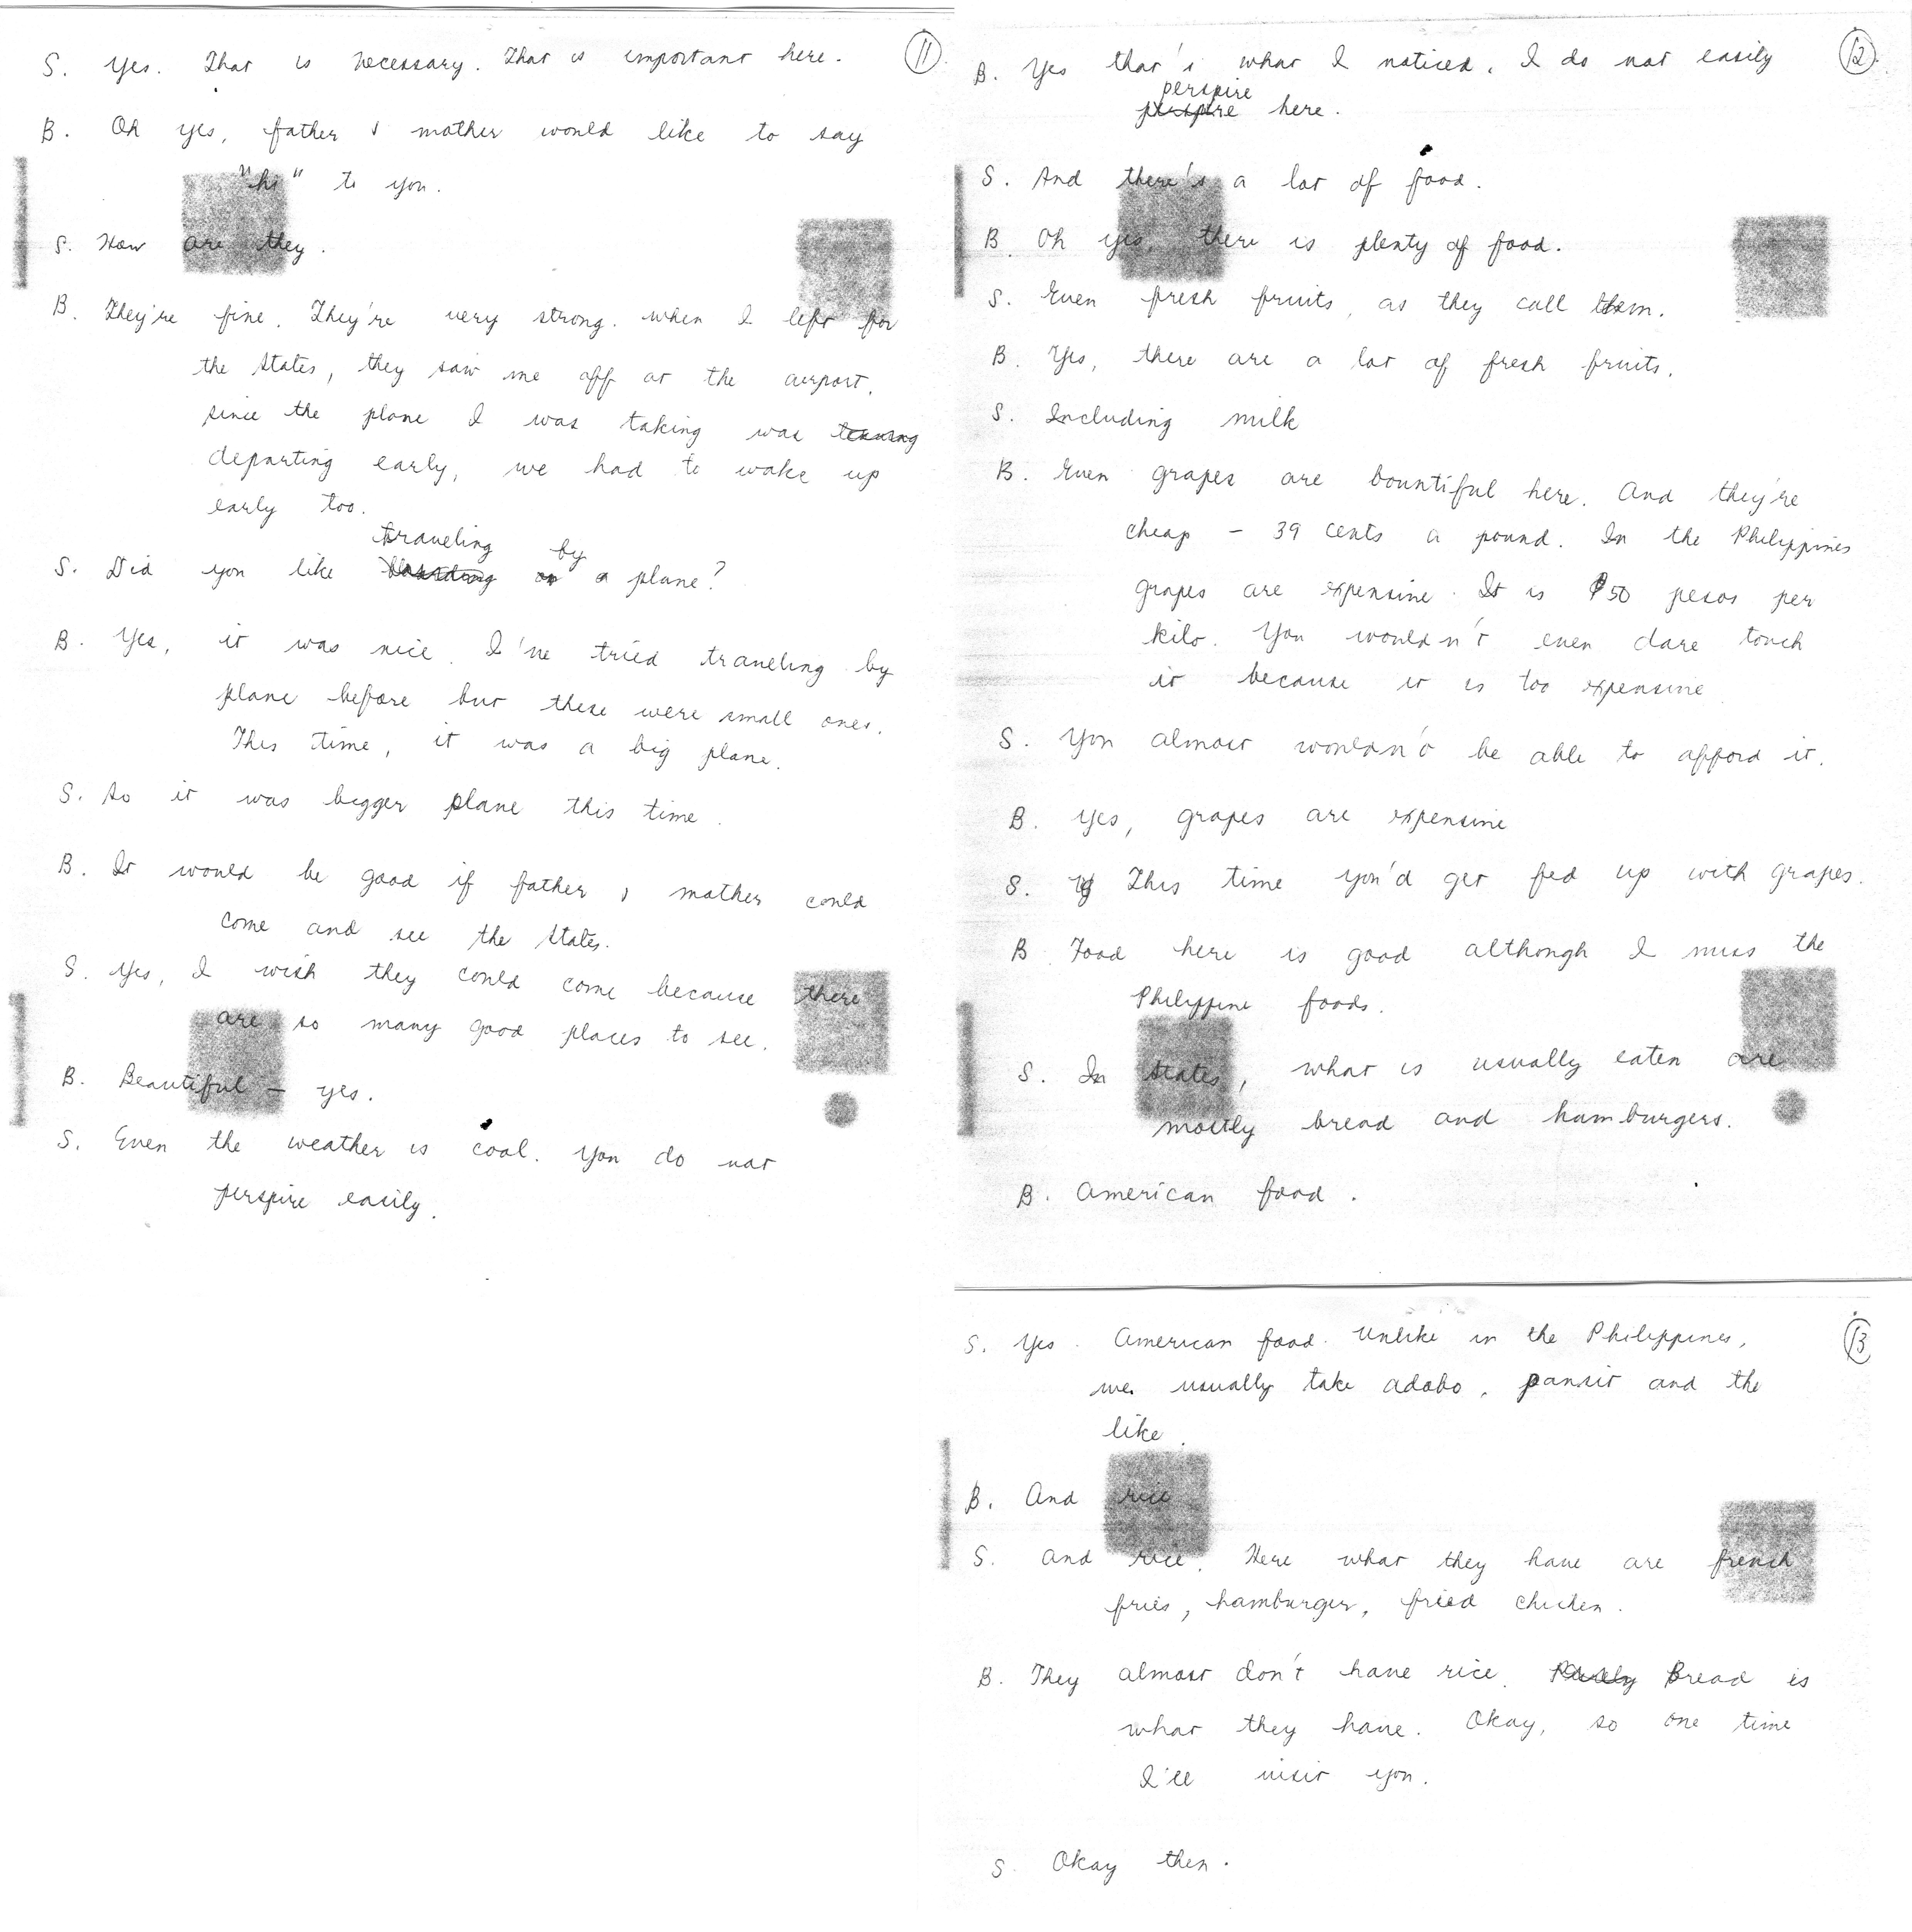 11
S. Yes. That is necessary. That is important here.
B. Oh yes, father & mother would like to say
"hi" to you.
S. How are they.
B. They're fine. They're very strong. When I left for
the States, they saw me off at the airport.
Since the plane I was taking was
departing early, we had to wake up
early too.
traveling by
S. Did you like a plane?
B. Yes, it was nice. I've tried traveling by
plane before but these were small ones.
This time, it was a big plane.
S. So it was bigger plane this time.
B. It would be good if father & mother could
come and see the States.
S. Yes, I wish they could come because there
are so many good places to see.
B. Beautiful – yes.
S. Even the weather is cool. You do not
perspire easily.
12
B. Yes that's what I noticed. I do not easily
perspire
perspire here.
S. And there's a lot of food.
B. Oh yes, there is plenty of food.
S. Even fresh fruits, as they call them.
B. Yes, there are a lot of fresh fruits.
S. Including milk
B. Even grapes are bountiful here. And they're
cheap – 39 cents a pound. In the Philippines
grapes are expensive. It is ₱50 pesos per
kilo. You wouldn't even dare touch
it because it is too expensive
S. You almost wouldn't be able to afford it.
B. Yes, grapes are expensive
S. This time you'd get fed up with grapes.
B. Food here is good although I miss the
Philippine foods.
S. In States, what is usually eaten are
mostly bread and hamburgers.
B. American food.
13
S. Yes. American food. Unlike in the Philippines,
we usually take adobo, pansit and the
like.
B. And rice
S. And rice. Here what they have are french
fries, hamburger, fried chicken.
B. They almost don't have rice. Bread is
what they have. Okay, so one time
I'll visit you.
S. Okay then.